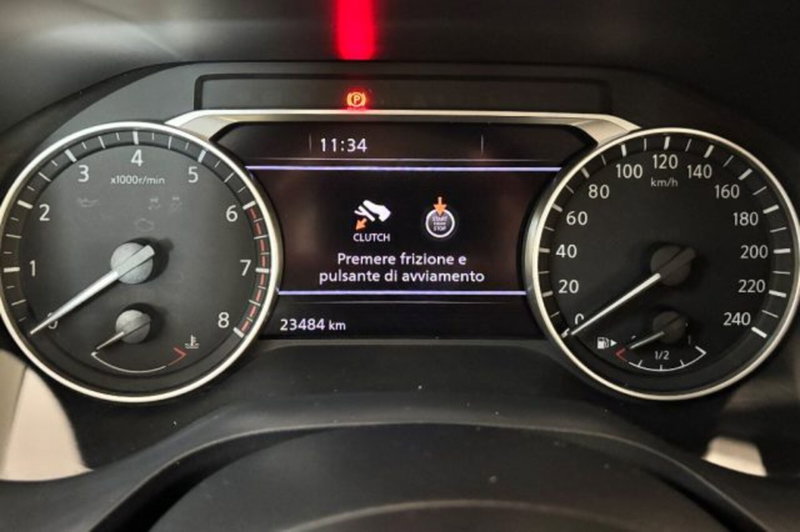 P
11:34
4
3
5
x1000r/min
2
6
1
7
0
8
CLUTCH
START
STOP
Premere frizione e
pulsante di avviamento
23484 km
120
100
140
km/h
80
160
60
180
40
200
20
220
0
240
1/2
1